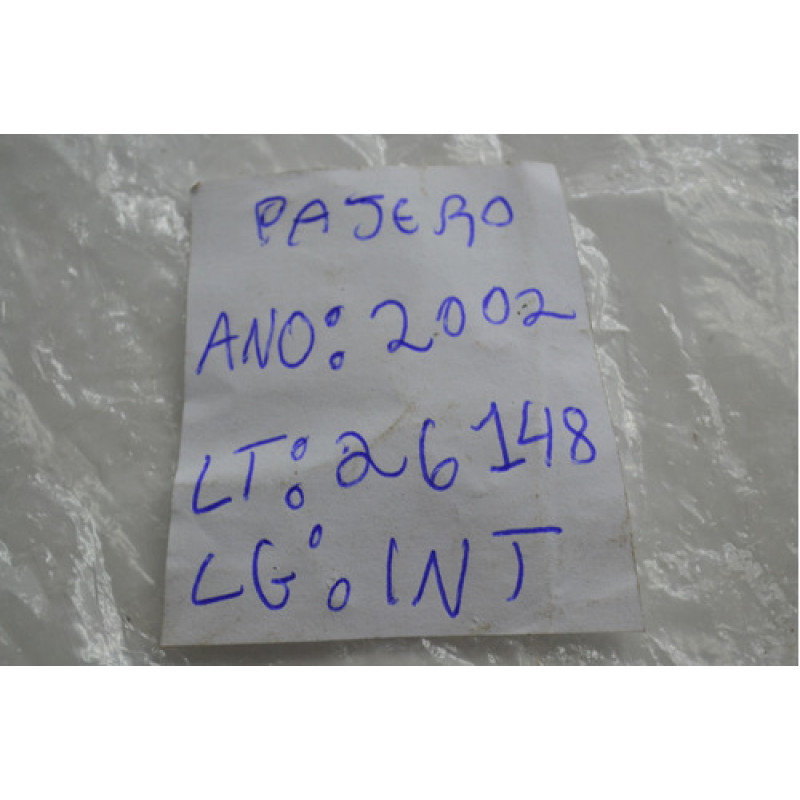 PAJERO
ANO: 2002
LT: 26148
LG: INT